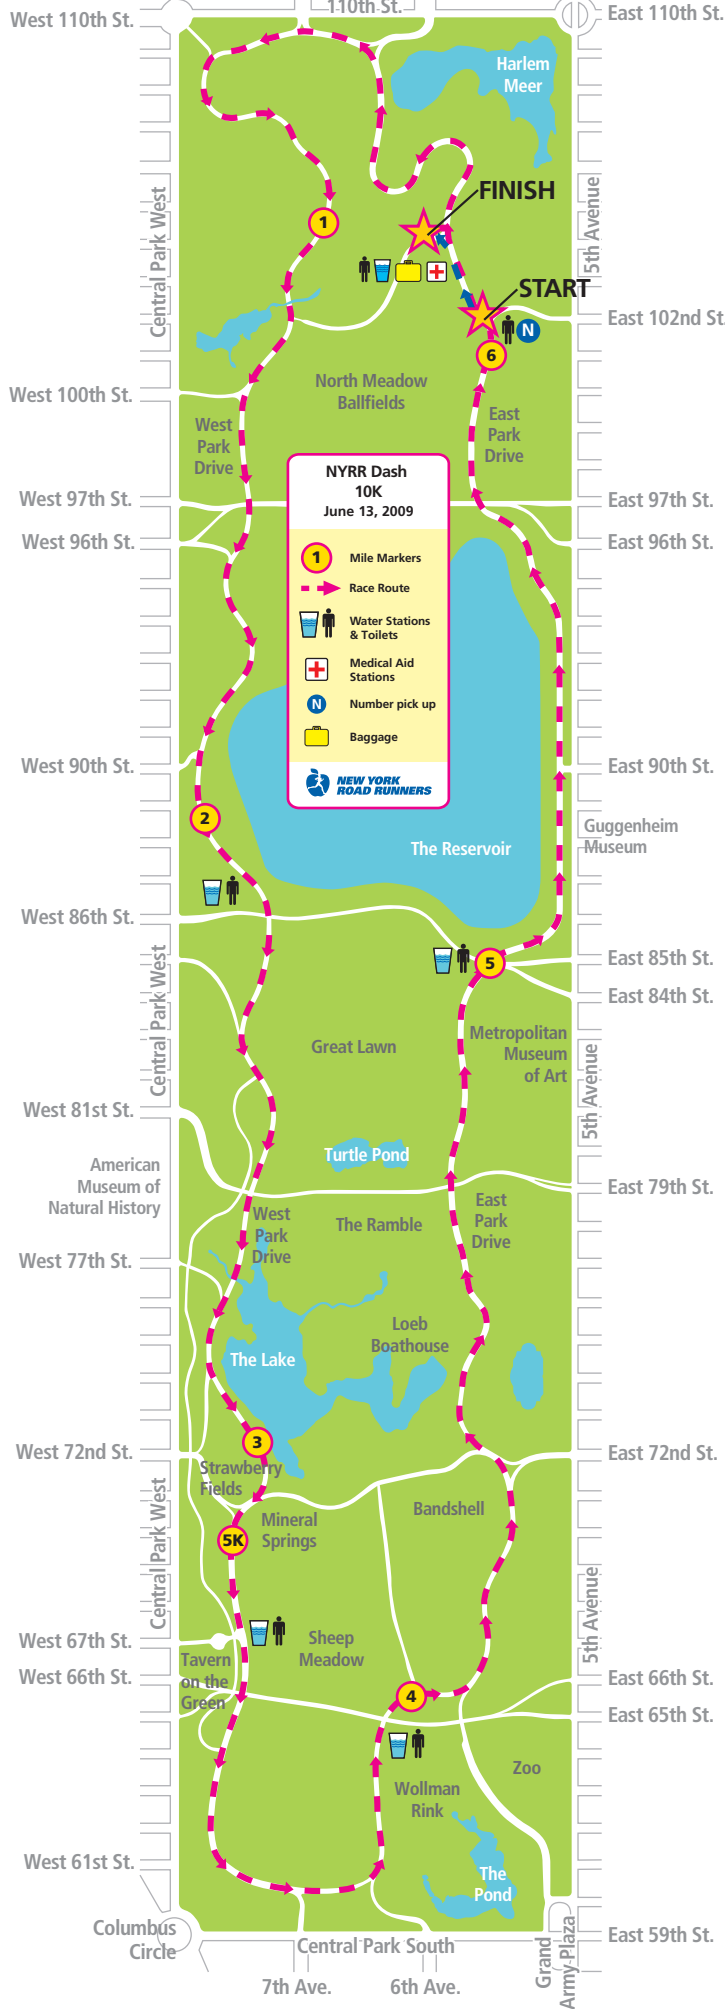 110th St.
West 110th St.
East 110th St.
Harlem
Meer
FINISH
Central Park West
5th Avenue
1
START
East 102nd St
N
6
North Meadow
Ballfields
West 100th St.
West
Park
Drive
East
Park
Drive
NYRR Dash
10K
June 13, 2009
West 97th St.
East 97th St.
West 96th St.
East 96th St.
1 Mile Markers
Race Route
Water Stations
& Toilets
Medical Aid
Stations
N Number pick up
Baggage
NEW YORK
ROAD RUNNERS
West 90th St.
East 90th St.
2
Guggenheim
Museum
The Reservoir
West 86th St.
5
East 85th St.
East 84th St.
Central Park West
Great Lawn
Metropolitan
Museum
of Art
5th Avenue
West 81st St.
Turtle Pond
American
Museum of
Natural History
East 79th St.
West
Park
Drive
The Ramble
East
Park
Drive
West 77th St.
Loeb
Boathouse
The Lake
3
West 72nd St.
East 72nd St.
Strawberry
Fields
Central Park West
Bandshell
Mineral
Springs
5K
5th Avenue
West 67th St.
Sheep
Meadow
Tavern
on the
Green
West 66th St.
East 66th St.
4
East 65th St.
Zoo
Wollman
Rink
West 61st St.
The
Pond
Columbus
Circle
Central Park South
Grand
Army Plaza
East 59th St.
7th Ave.
6th Ave.